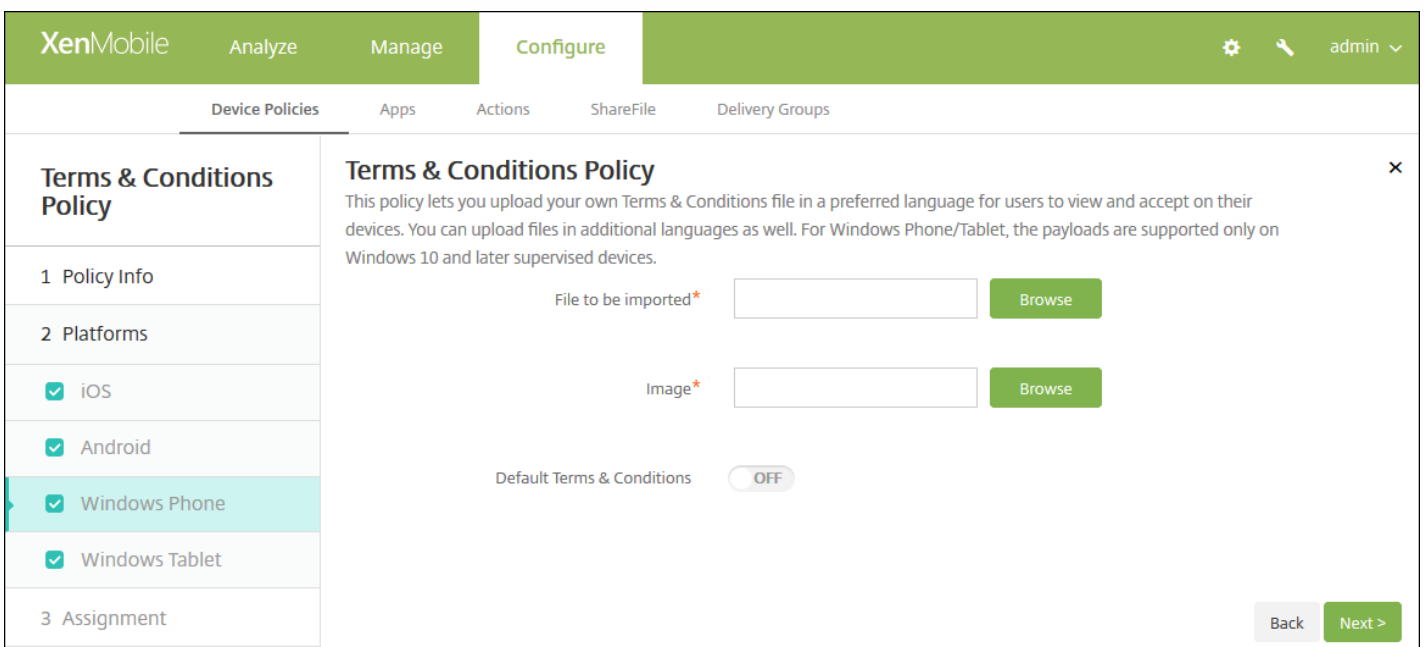 XenMobile Analyze Manage Configure admin
Device Policies Apps Actions ShareFile Delivery Groups
Terms & Conditions
Policy
1 Policy Info
2 Platforms
iOS
Android
Windows Phone
Windows Tablet
3 Assignment
Terms & Conditions Policy
This policy lets you upload your own Terms & Conditions file in a preferred language for users to view and accept on their
devices. You can upload files in additional languages as well. For Windows Phone/Tablet, the payloads are supported only on
Windows 10 and later supervised devices.
File to be imported* Browse
Image* Browse
Default Terms & Conditions OFF
Back Next >